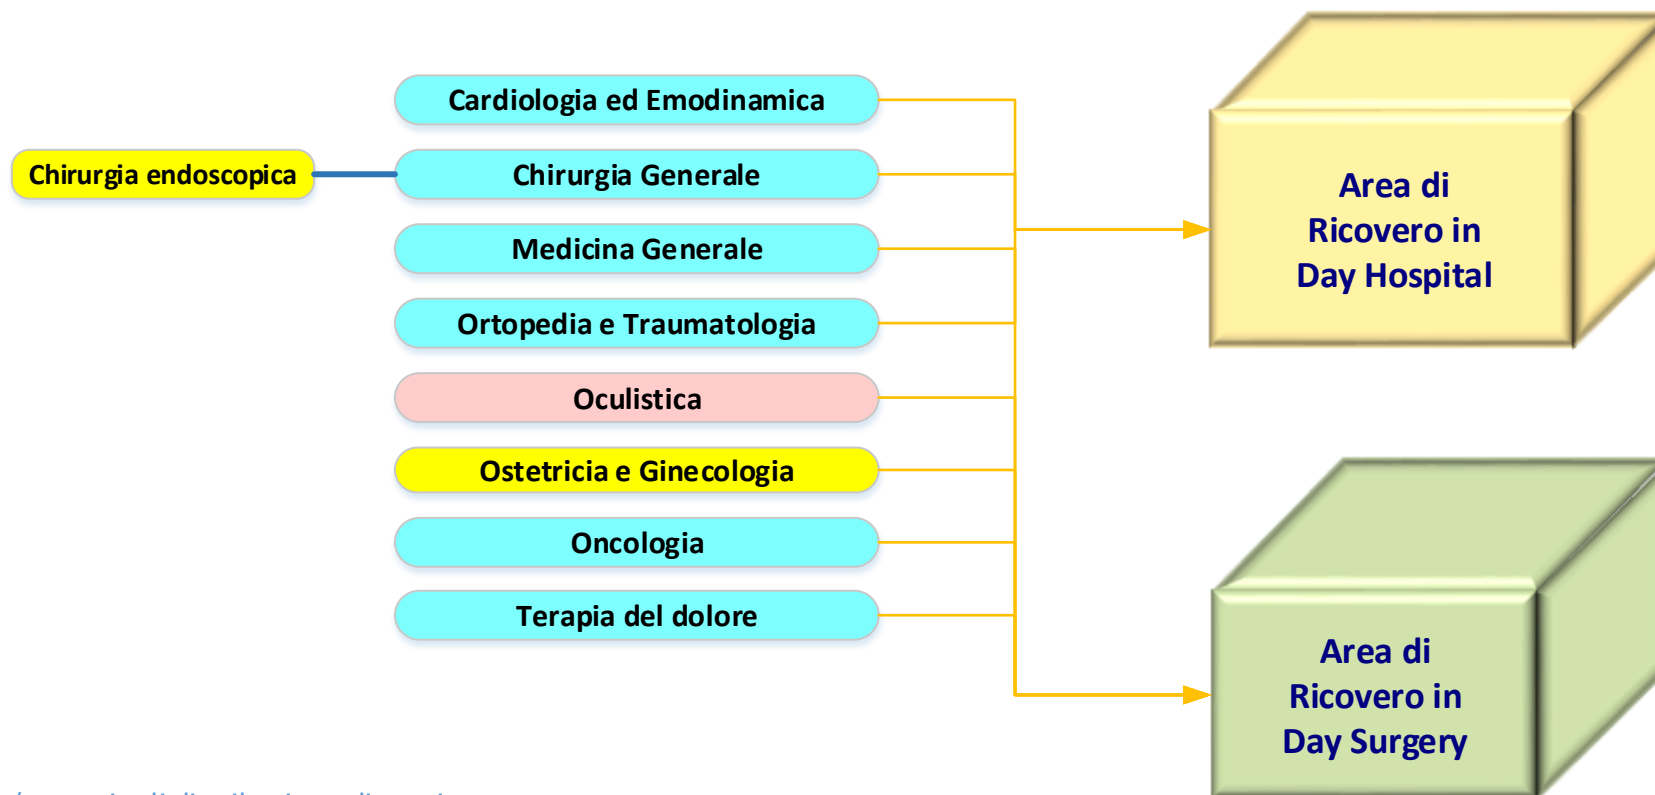 Cardiologia ed Emodinamica
Chirurgia endoscopica
Chirurgia Generale
Medicina Generale
Ortopedia e Traumatologia
Oculistica
Ostetricia e Ginecologia
Oncologia
Terapia del dolore
Area di
Ricovero in
Day Hospital
Area di
Ricovero in
Day Surgery